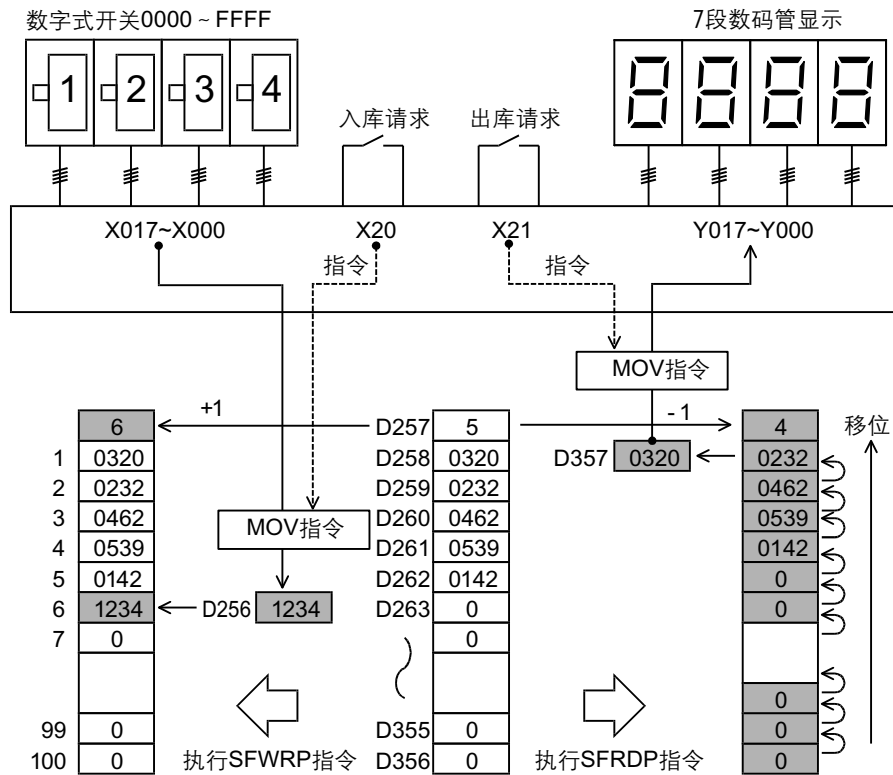 数字式开关0000 ~ FFFF
7段数码管显示
1 2 3 4
8 8 8 8
入库请求
出库请求
X017~X000
X20
X21
Y017~Y000
指令
指令
MOV指令
+1
- 1
6
D257 5
4
移位
1 0320
D258 0320
D357 0320
0232
2 0232
D259 0232
0462
3 0462
D260 0462
0539
MOV指令
4 0539
D261 0539
0142
5 0142
D262 0142
0
6 1234
D256 1234
D263 0
0
7 0
0
0
99 0
D355 0
0
100 0
执行SFWRP指令
D356 0
执行SFRDP指令
0